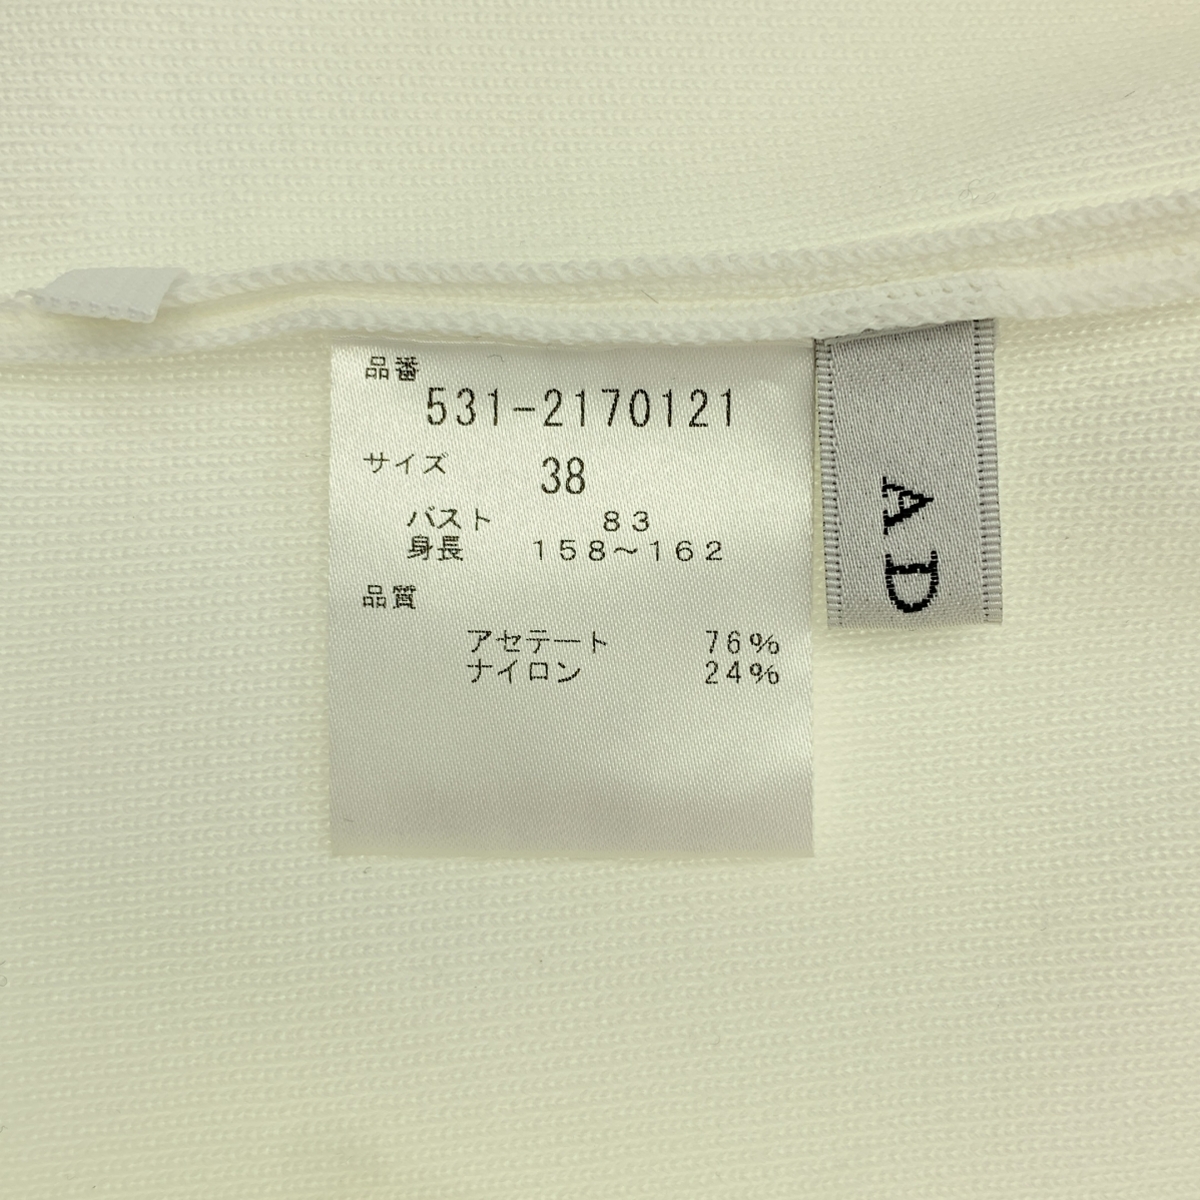 品番
531-2170121
サイズ 38
バスト 83
身長 158～162
品質
アセテート 76%
ナイロン 24%
AD